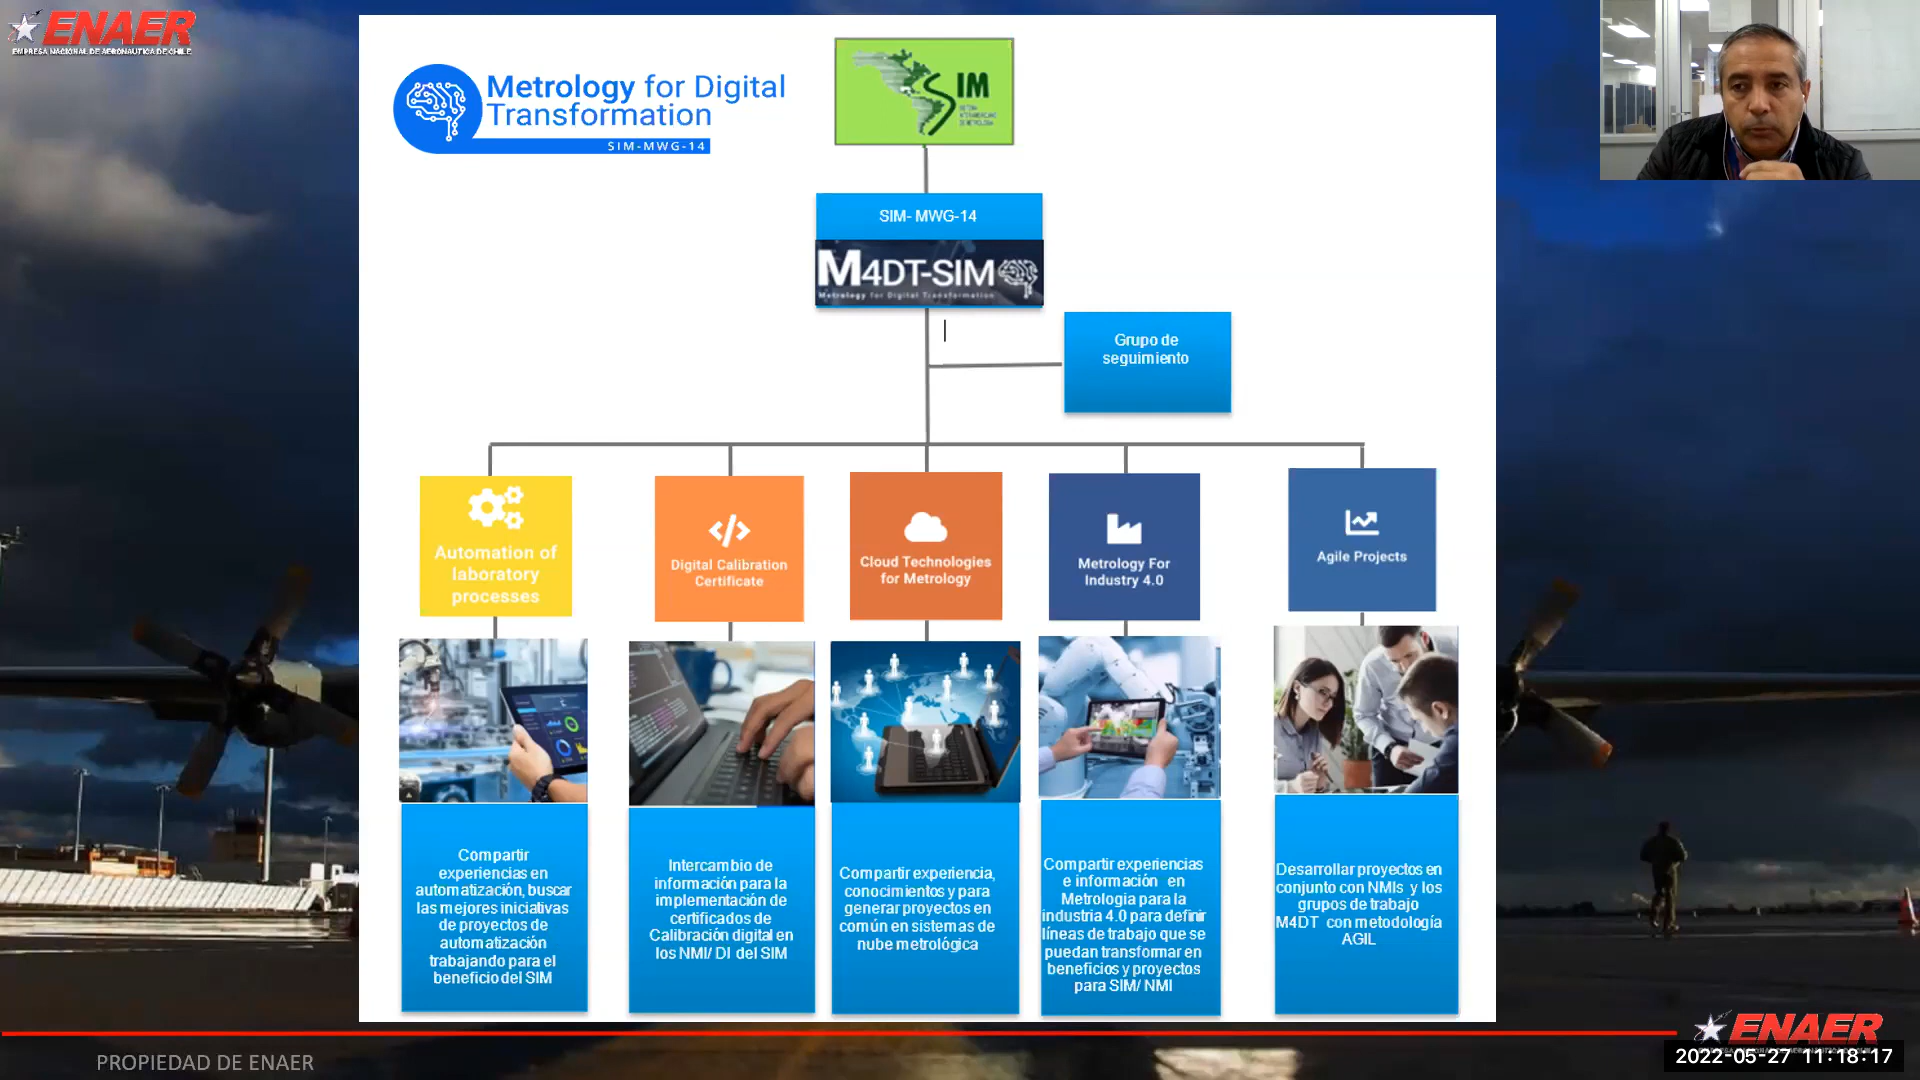 ENAER
EMPRESA NACIONAL DE AERONAUTICA DE CHILE
Metrology for Digital
Transformation
SIM-MWG-14
SIM
SIM- MWG-14
M4DT-SIM
Metrology for Digital Transformation
Grupo de
seguimiento
Automation of
laboratory
processes
Digital Calibration
Certificate
Cloud Technologies
for Metrology
Metrology For
Industry 4.0
Agile Projects
Compartir
experiencias en
automatización, buscar
las mejores iniciativas
de proyectos de
automatización
trabajando para el
beneficio del SIM
Intercambio de
información para la
implementación de
certificados de
Calibración digital en
los NMI/ DI del SIM
Compartir experiencia,
conocimientos y para
generar proyectos en
común en sistemas de
nube metrológica
Compartir experiencias
e información en
Metrologia para la
industria 4.0 para definir
líneas de trabajo que se
puedan transformar en
beneficios y proyectos
para SIM/ NMI
Desarrollar proyectos en
conjunto con NMIs y los
grupos de trabajo
M4DT con metodología
AGIL
PROPIEDAD DE ENAER
ENAER
2022-05-27 11:18:17